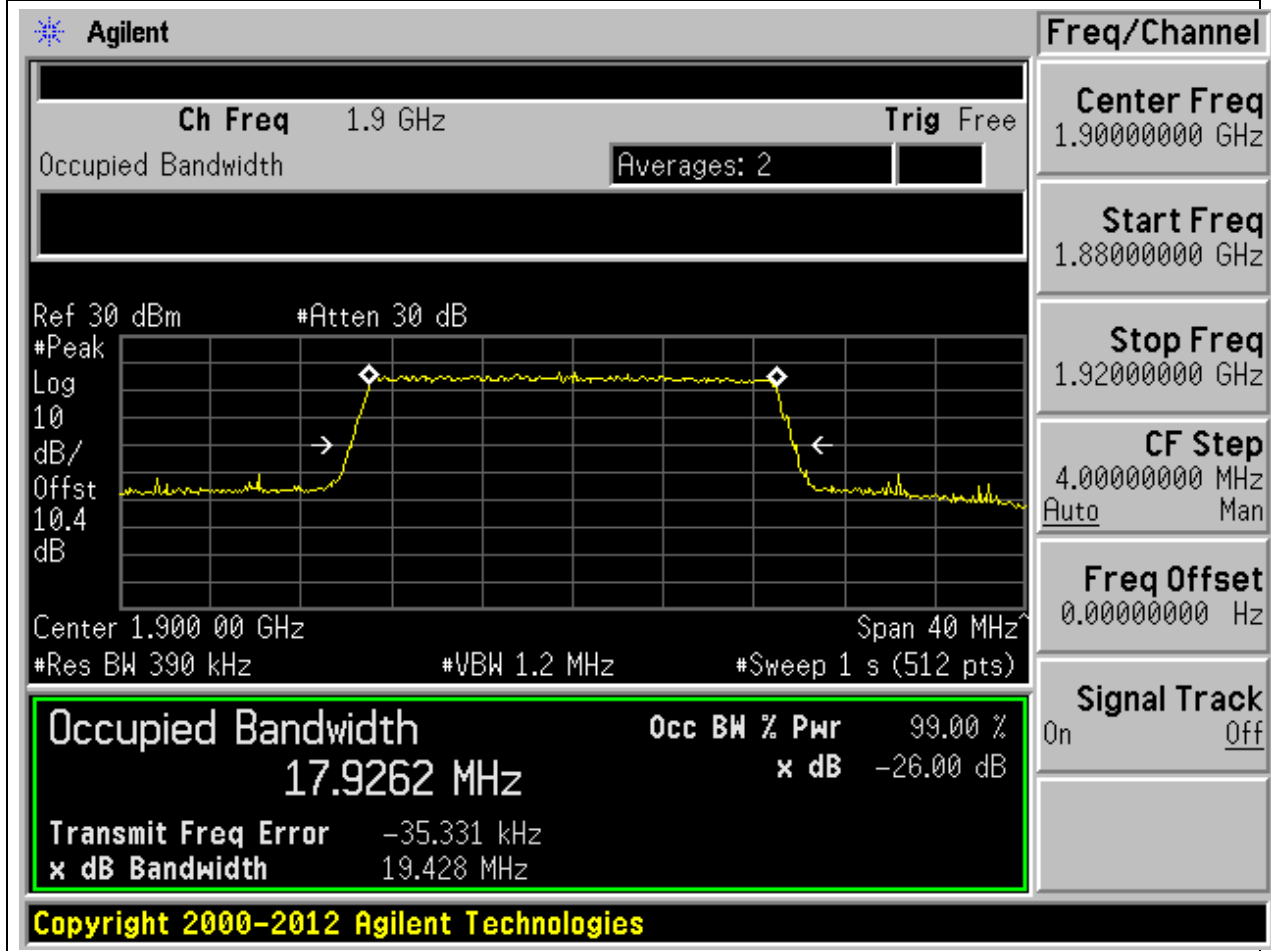 Agilent
Freq/Channel
Ch Freq 1.9 GHz Trig Free
Occupied Bandwidth Averages: 2
Ref 30 dBm #Atten 30 dB
#Peak
Log
10
dB/
Offst
10.4
dB
Center 1.900 00 GHz Span 40 MHz^
#Res BW 390 kHz #VBW 1.2 MHz #Sweep 1 s (512 pts)
Occupied Bandwidth
17.9262 MHz
Occ BW % Pwr 99.00 %
x dB -26.00 dB
Transmit Freq Error -35.331 kHz
x dB Bandwidth 19.428 MHz
Center Freq
1.90000000 GHz
Start Freq
1.88000000 GHz
Stop Freq
1.92000000 GHz
CF Step
4.00000000 MHz
Auto Man
Freq Offset
0.00000000 Hz
Signal Track
On Off
Copyright 2000-2012 Agilent Technologies